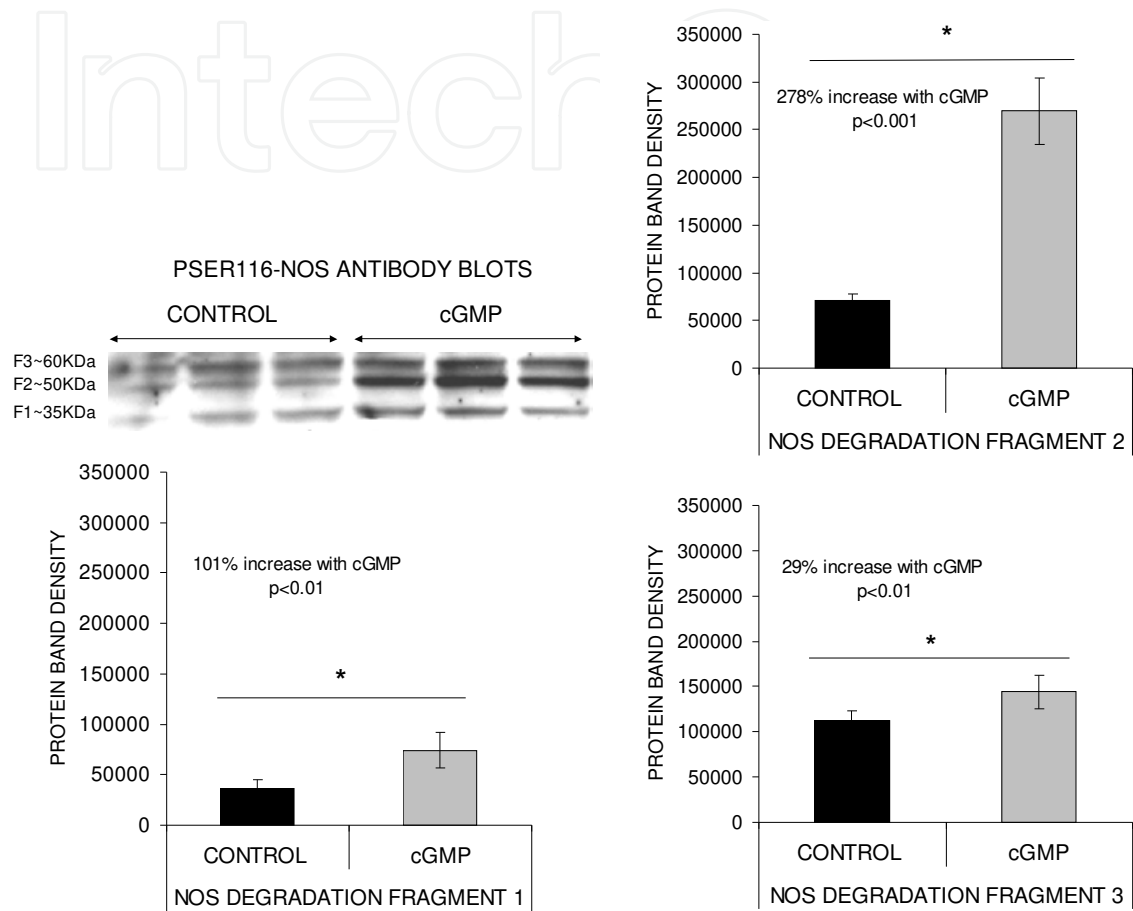 Intech
PSER116-NOS ANTIBODY BLOTS
CONTROL cGMP
F3~60KDa
F2~50KDa
F1~35KDa
350000
300000
250000
200000
150000
100000
50000
0
PROTEIN BAND DENSITY
*
278% increase with cGMP
p<0.001
CONTROL cGMP
NOS DEGRADATION FRAGMENT 2
350000
300000
250000
200000
150000
100000
50000
0
PROTEIN BAND DENSITY
101% increase with cGMP
p<0.01
*
CONTROL cGMP
NOS DEGRADATION FRAGMENT 1
350000
300000
250000
200000
150000
100000
50000
0
PROTEIN BAND DENSITY
29% increase with cGMP
p<0.01
*
CONTROL cGMP
NOS DEGRADATION FRAGMENT 3